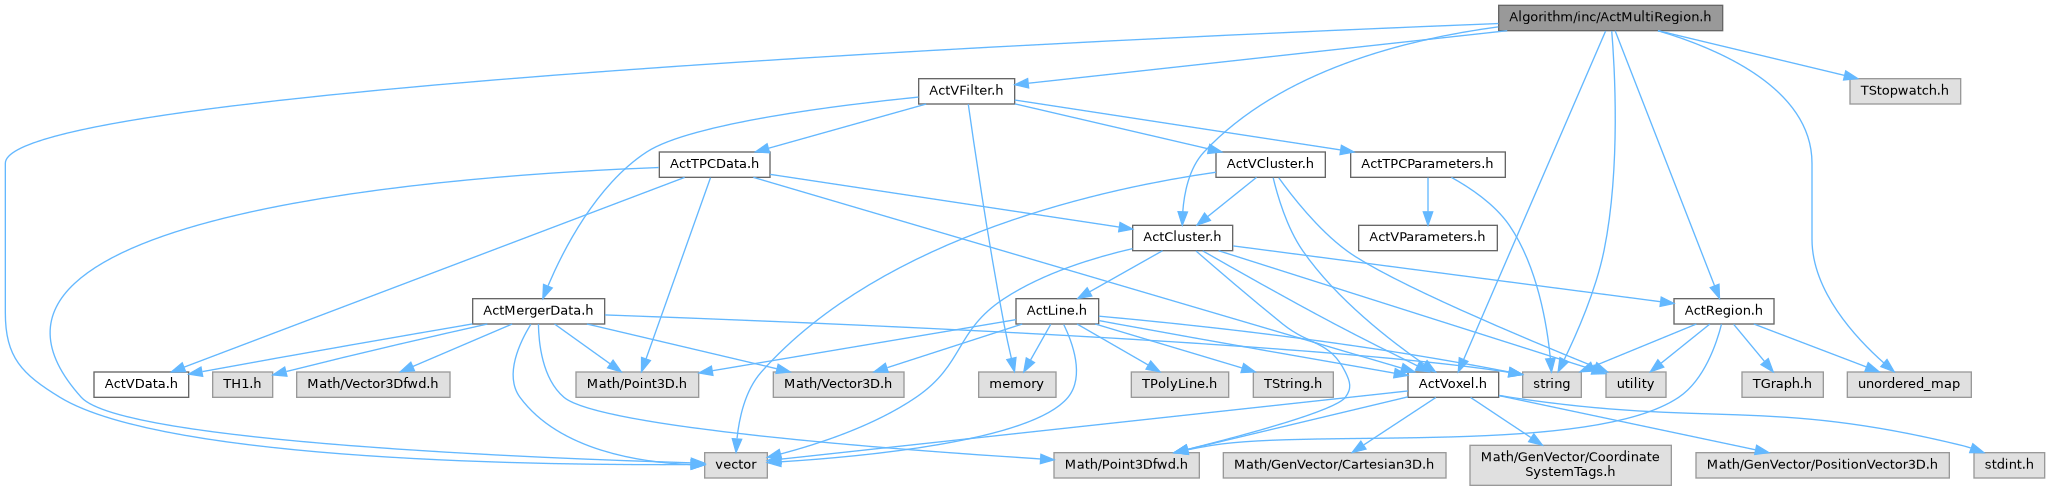 Algorithm/inc/ActMultiRegion.h
ActVFilter.h
TStopwatch.h
ActTPCData.h
ActVCluster.h
ActTPCParameters.h
ActCluster.h
ActVParameters.h
ActMergerData.h
ActLine.h
ActRegion.h
ActVData.h
TH1.h
Math/Vector3Dfwd.h
Math/Point3D.h
Math/Vector3D.h
memory
TPolyLine.h
TString.h
ActVoxel.h
string
utility
TGraph.h
unordered_map
vector
Math/Point3Dfwd.h
Math/GenVector/Cartesian3D.h
Math/GenVector/Coordinate
SystemTags.h
Math/GenVector/PositionVector3D.h
stdint.h